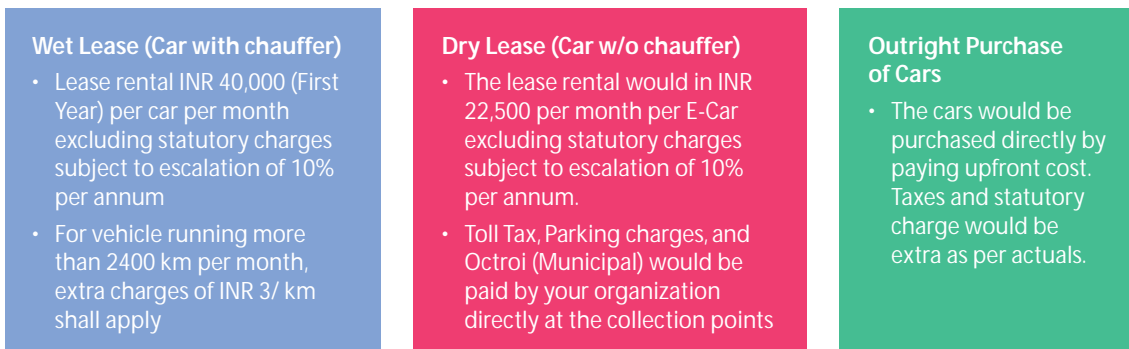 Wet Lease (Car with chauffer)
• Lease rental INR 40,000 (First
Year) per car per month
excluding statutory charges
subject to escalation of 10%
per annum
• For vehicle running more
than 2400 km per month,
extra charges of INR 3/ km
shall apply
Dry Lease (Car w/o chauffer)
• The lease rental would in INR
22,500 per month per E-Car
excluding statutory charges
subject to escalation of 10%
per annum.
• Toll Tax, Parking charges, and
Octroi (Municipal) would be
paid by your organization
directly at the collection points
Outright Purchase
of Cars
• The cars would be
purchased directly by
paying upfront cost.
Taxes and statutory
charge would be
extra as per actuals.